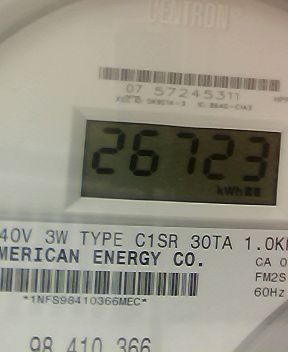 CENTRON
07 57245311
26723
kWh
40V 3W TYPE C1SR 30TA 1.0K
MERICAN ENERGY CO.
CA 0
FM2S
60Hz
*1NFS98410366MEC*
98 410 366